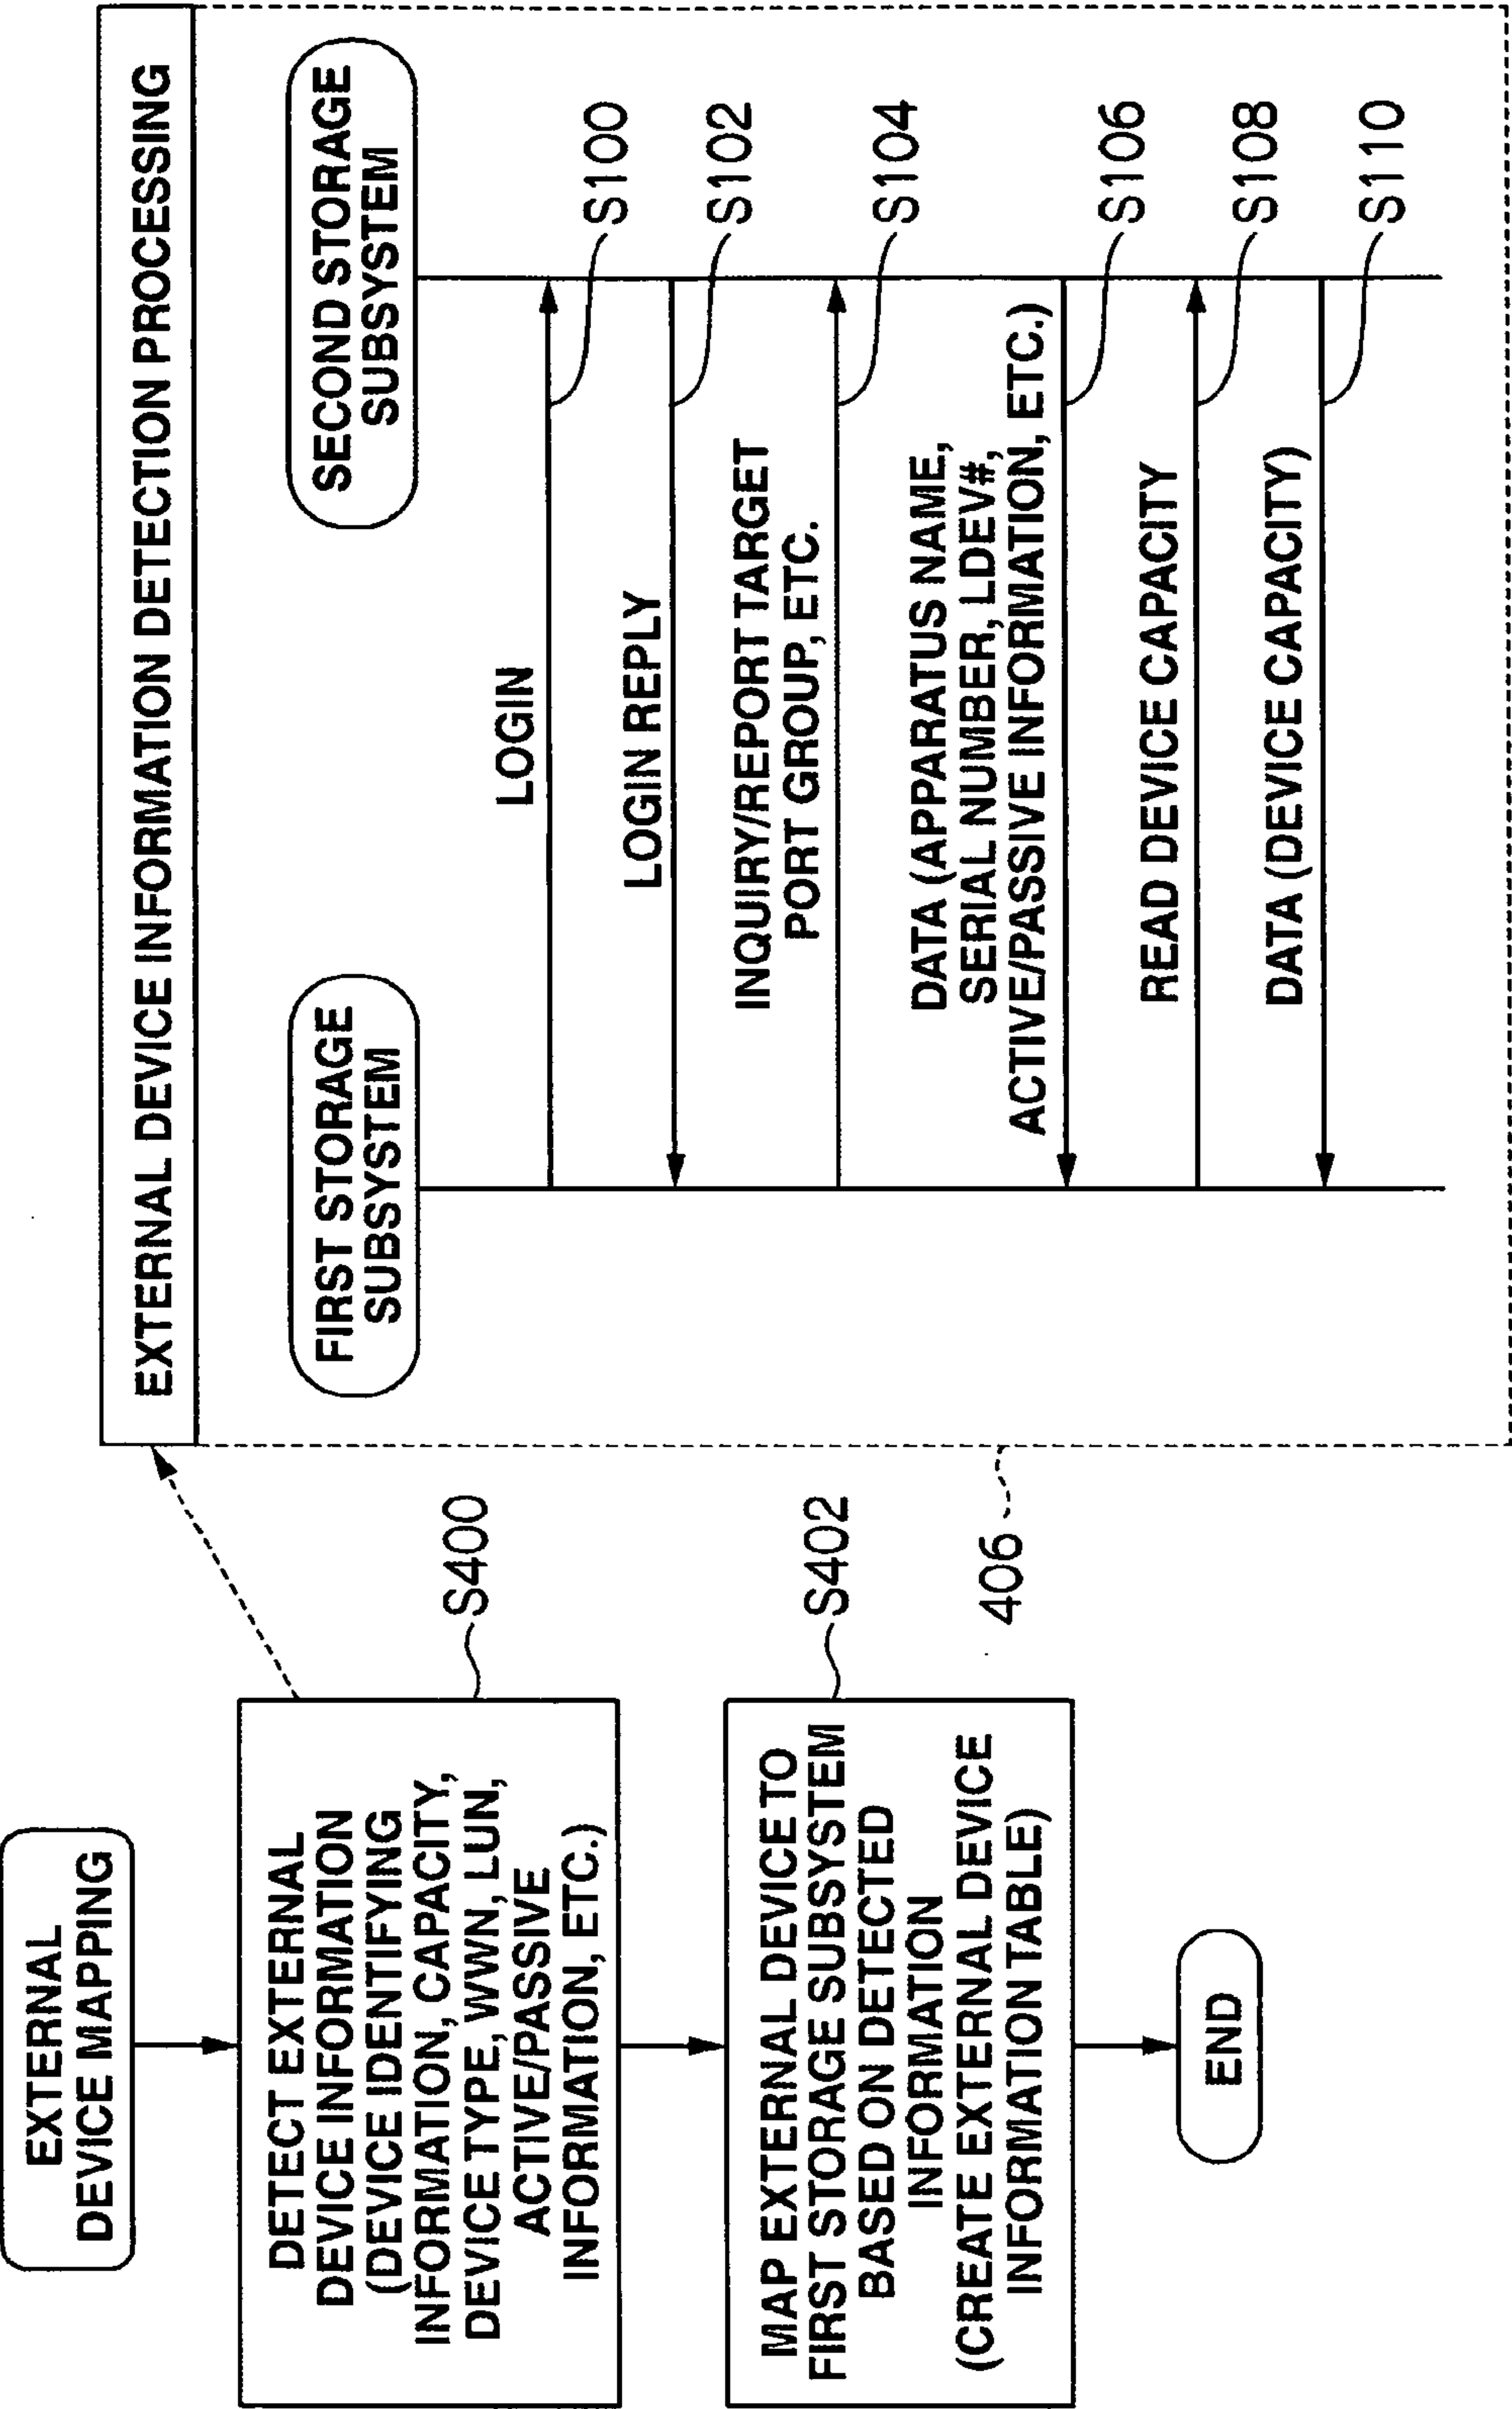 EXTERNAL
DEVICE MAPPING
DETECT EXTERNAL
DEVICE INFORMATION
(DEVICE IDENTIFYING
INFORMATION, CAPACITY,
DEVICE TYPE, WWN, LUN,
ACTIVE/PASSIVE
INFORMATION, ETC.)
S400
MAP EXTERNAL DEVICE TO
FIRST STORAGE SUBSYSTEM
BASED ON DETECTED
INFORMATION
(CREATE EXTERNAL DEVICE
INFORMATION TABLE)
S402
END
406
EXTERNAL DEVICE INFORMATION DETECTION PROCESSING
FIRST STORAGE
SUBSYSTEM
SECOND STORAGE
SUBSYSTEM
LOGIN
S100
LOGIN REPLY
S102
INQUIRY/REPORT TARGET
PORT GROUP, ETC.
S104
DATA (APPARATUS NAME,
SERIAL NUMBER, LDEV#,
ACTIVE/PASSIVE INFORMATION, ETC.)
S106
READ DEVICE CAPACITY
S108
DATA (DEVICE CAPACITY)
S110